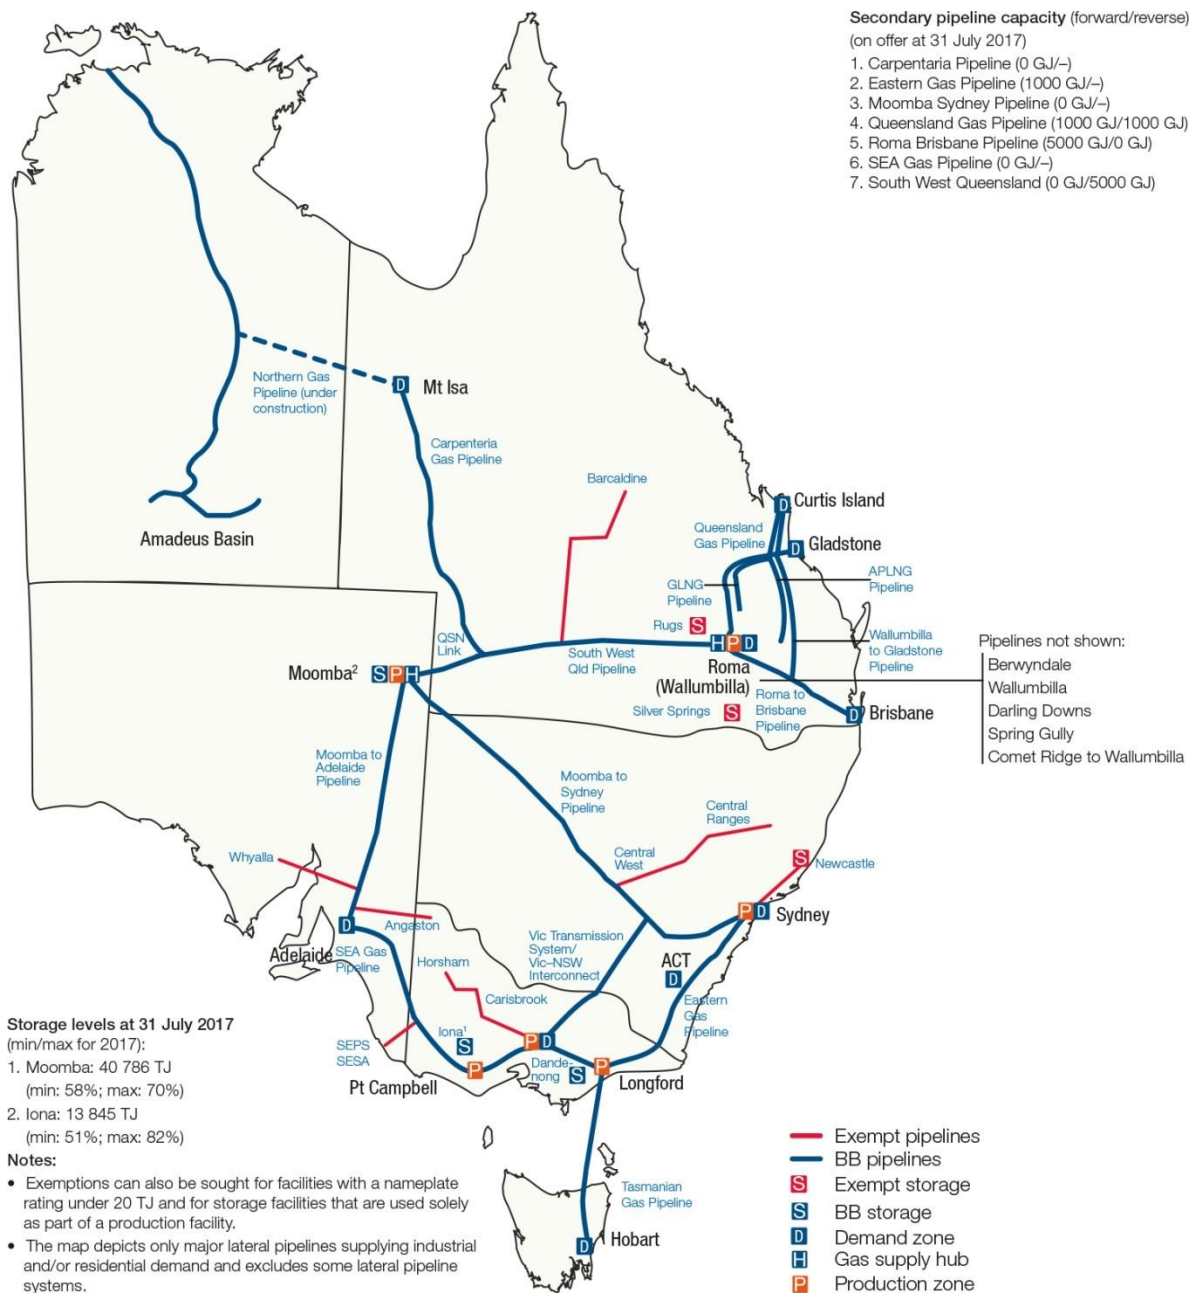 Secondary pipeline capacity (forward/reverse)
(on offer at 31 July 2017)
1. Carpentaria Pipeline (0 GJ/–)
2. Eastern Gas Pipeline (1000 GJ/–)
3. Moomba Sydney Pipeline (0 GJ/–)
4. Queensland Gas Pipeline (1000 GJ/1000 GJ)
5. Roma Brisbane Pipeline (5000 GJ/0 GJ)
6. SEA Gas Pipeline (0 GJ/–)
7. South West Queensland (0 GJ/5000 GJ)
Northern Gas
Pipeline (under
construction)
D
Mt Isa
Carpenteria
Gas Pipeline
Barcaldine
Amadeus Basin
D
Curtis Island
Queensland
Gas Pipeline
D
Gladstone
GLNG
Pipeline
APLNG
Pipeline
Rugs
S
QSN
Link
South West
Qld Pipeline
H P D
Roma
(Wallumbilla)
Wallumbilla
to Gladstone
Pipeline
Pipelines not shown:
Berwyndale
Wallumbilla
Darling Downs
Spring Gully
Comet Ridge to Wallumbilla
Moomba2
S P H
Silver Springs
S
Roma to
Brisbane
Pipeline
D
Brisbane
Moomba to
Adelaide
Pipeline
Moomba to
Sydney
Pipeline
Central
Ranges
Central
West
Whyalla
S
Newcastle
P D
Sydney
Angaston
D
Adelaide
SEA Gas
Pipeline
Horsham
Carisbrook
Vic Transmission
System/
Vic–NSW
Interconnect
ACT
D
Eastern
Gas
Pipeline
Iona1
S
P D
SEPS
SESA
P
Pt Campbell
Dande-
nong
S
P
Longford
Tasmanian
Gas Pipeline
D
Hobart
Storage levels at 31 July 2017
(min/max for 2017):
1. Moomba: 40 786 TJ
(min: 58%; max: 70%)
2. Iona: 13 845 TJ
(min: 51%; max: 82%)
Notes:
• Exemptions can also be sought for facilities with a nameplate
rating under 20 TJ and for storage facilities that are used solely
as part of a production facility.
• The map depicts only major lateral pipelines supplying industrial
and/or residential demand and excludes some lateral pipeline
systems.
Exempt pipelines
BB pipelines
S Exempt storage
S BB storage
D Demand zone
H Gas supply hub
P Production zone